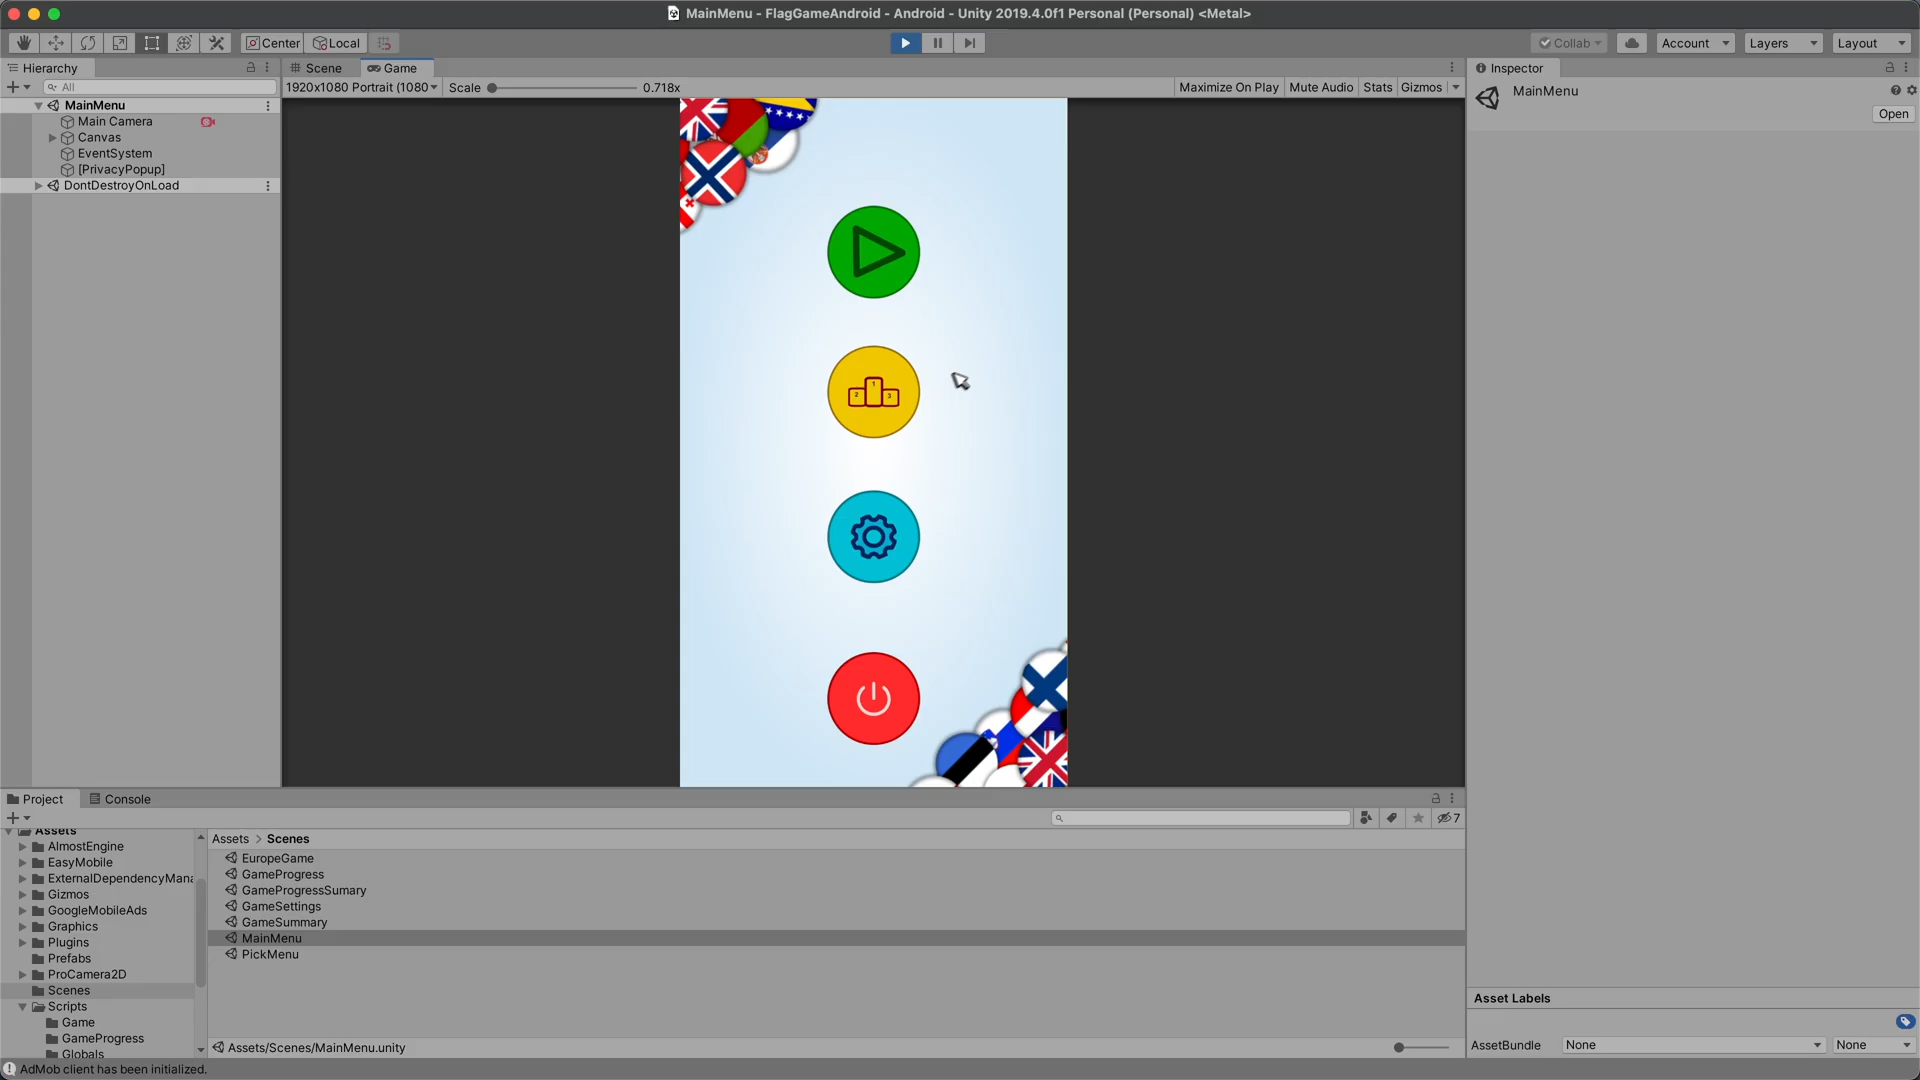 MainMenu - FlagGameAndroid - Android - Unity 2019.4.0f1 Personal (Personal) <Metal>
Center
Local
Collab
Account
Layers
Layout
Hierarchy
Scene
Game
Inspector
All
1920x1080 Portrait (1080
Scale
0.718x
Maximize On Play
Mute Audio
Stats
Gizmos
MainMenu
Open
MainMenu
Main Camera
Canvas
EventSystem
[PrivacyPopup]
DontDestroyOnLoad
1
2
3
Project
Console
7
Assets
AlmostEngine
EasyMobile
ExternalDependencyMana
Gizmos
GoogleMobileAds
Graphics
Plugins
Prefabs
ProCamera2D
Scenes
Scripts
Game
GameProgress
Globals
Assets > Scenes
EuropeGame
GameProgress
GameProgressSumary
GameSettings
GameSummary
MainMenu
PickMenu
Assets/Scenes/MainMenu.unity
Asset Labels
AssetBundle
None
None
AdMob client has been initialized.